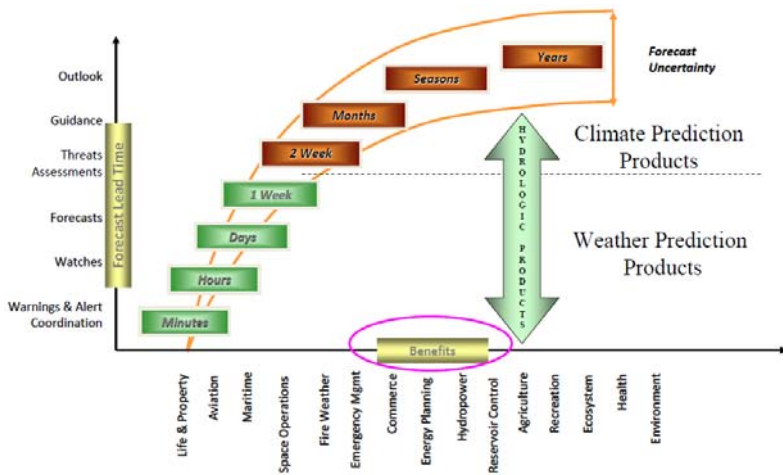 Outlook
Guidance
Threats
Assessments
Forecasts
Watches
Warnings & Alert
Coordination
Forecast Lead Time
Years
Seasons
Months
2 Week
1 Week
Days
Hours
Minutes
Forecast
Uncertainty
HYDROLOGIC PRODUCTS
Climate Prediction
Products
Weather Prediction
Products
Benefits
Life & Property
Aviation
Maritime
Space Operations
Fire Weather
Emergency Mgmt
Commerce
Energy Planning
Hydropower
Reservoir Control
Agriculture
Recreation
Ecosystem
Health
Environment